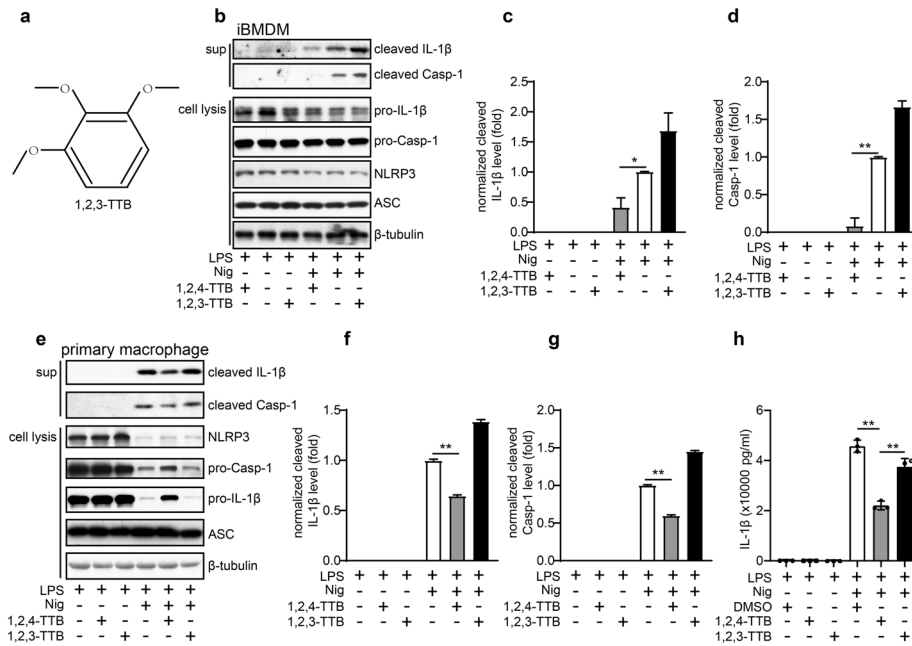 a
O
O
O
1,2,3-TTB
b
iBMDM
sup
cleaved IL-1β
cleaved Casp-1
cell lysis
pro-IL-1β
pro-Casp-1
NLRP3
ASC
β-tubulin
LPS + + + + + +
Nig - - - + + +
1,2,4-TTB + - - + - -
1,2,3-TTB - - + - - +
c
normalized cleaved
IL-1β level (fold)
2.5
2.0
1.5
1.0
0.5
0.0
*
LPS + + + + + +
Nig - - - + + +
1,2,4-TTB + - - + - -
1,2,3-TTB - - + - - +
d
normalized cleaved
Casp-1 level (fold)
2.0
1.5
1.0
0.5
0.0
**
LPS + + + + + +
Nig - - - + + +
1,2,4-TTB + - - + - -
1,2,3-TTB - - + - - +
e
primary macrophage
sup
cleaved IL-1β
cleaved Casp-1
cell lysis
NLRP3
pro-Casp-1
pro-IL-1β
ASC
β-tubulin
LPS + + + + + +
Nig - - - + + +
1,2,4-TTB - + - - + -
1,2,3-TTB - - + - - +
f
normalized cleaved
IL-1β level (fold)
1.5
1.0
0.5
0.0
**
LPS + + + + + +
Nig - - - + + +
1,2,4-TTB - + - - + -
1,2,3-TTB - - + - - +
g
normalized cleaved
Casp-1 level (fold)
2.0
1.5
1.0
0.5
0.0
**
LPS + + + + + +
Nig - - - + + +
1,2,4-TTB - + - - + -
1,2,3-TTB - - + - - +
h
IL-1β (x10000 pg/ml)
6
4
2
0
**
**
LPS + + + + + +
Nig - - - + + +
DMSO + - - + - -
1,2,4-TTB - + - - + -
1,2,3-TTB - - + - - +